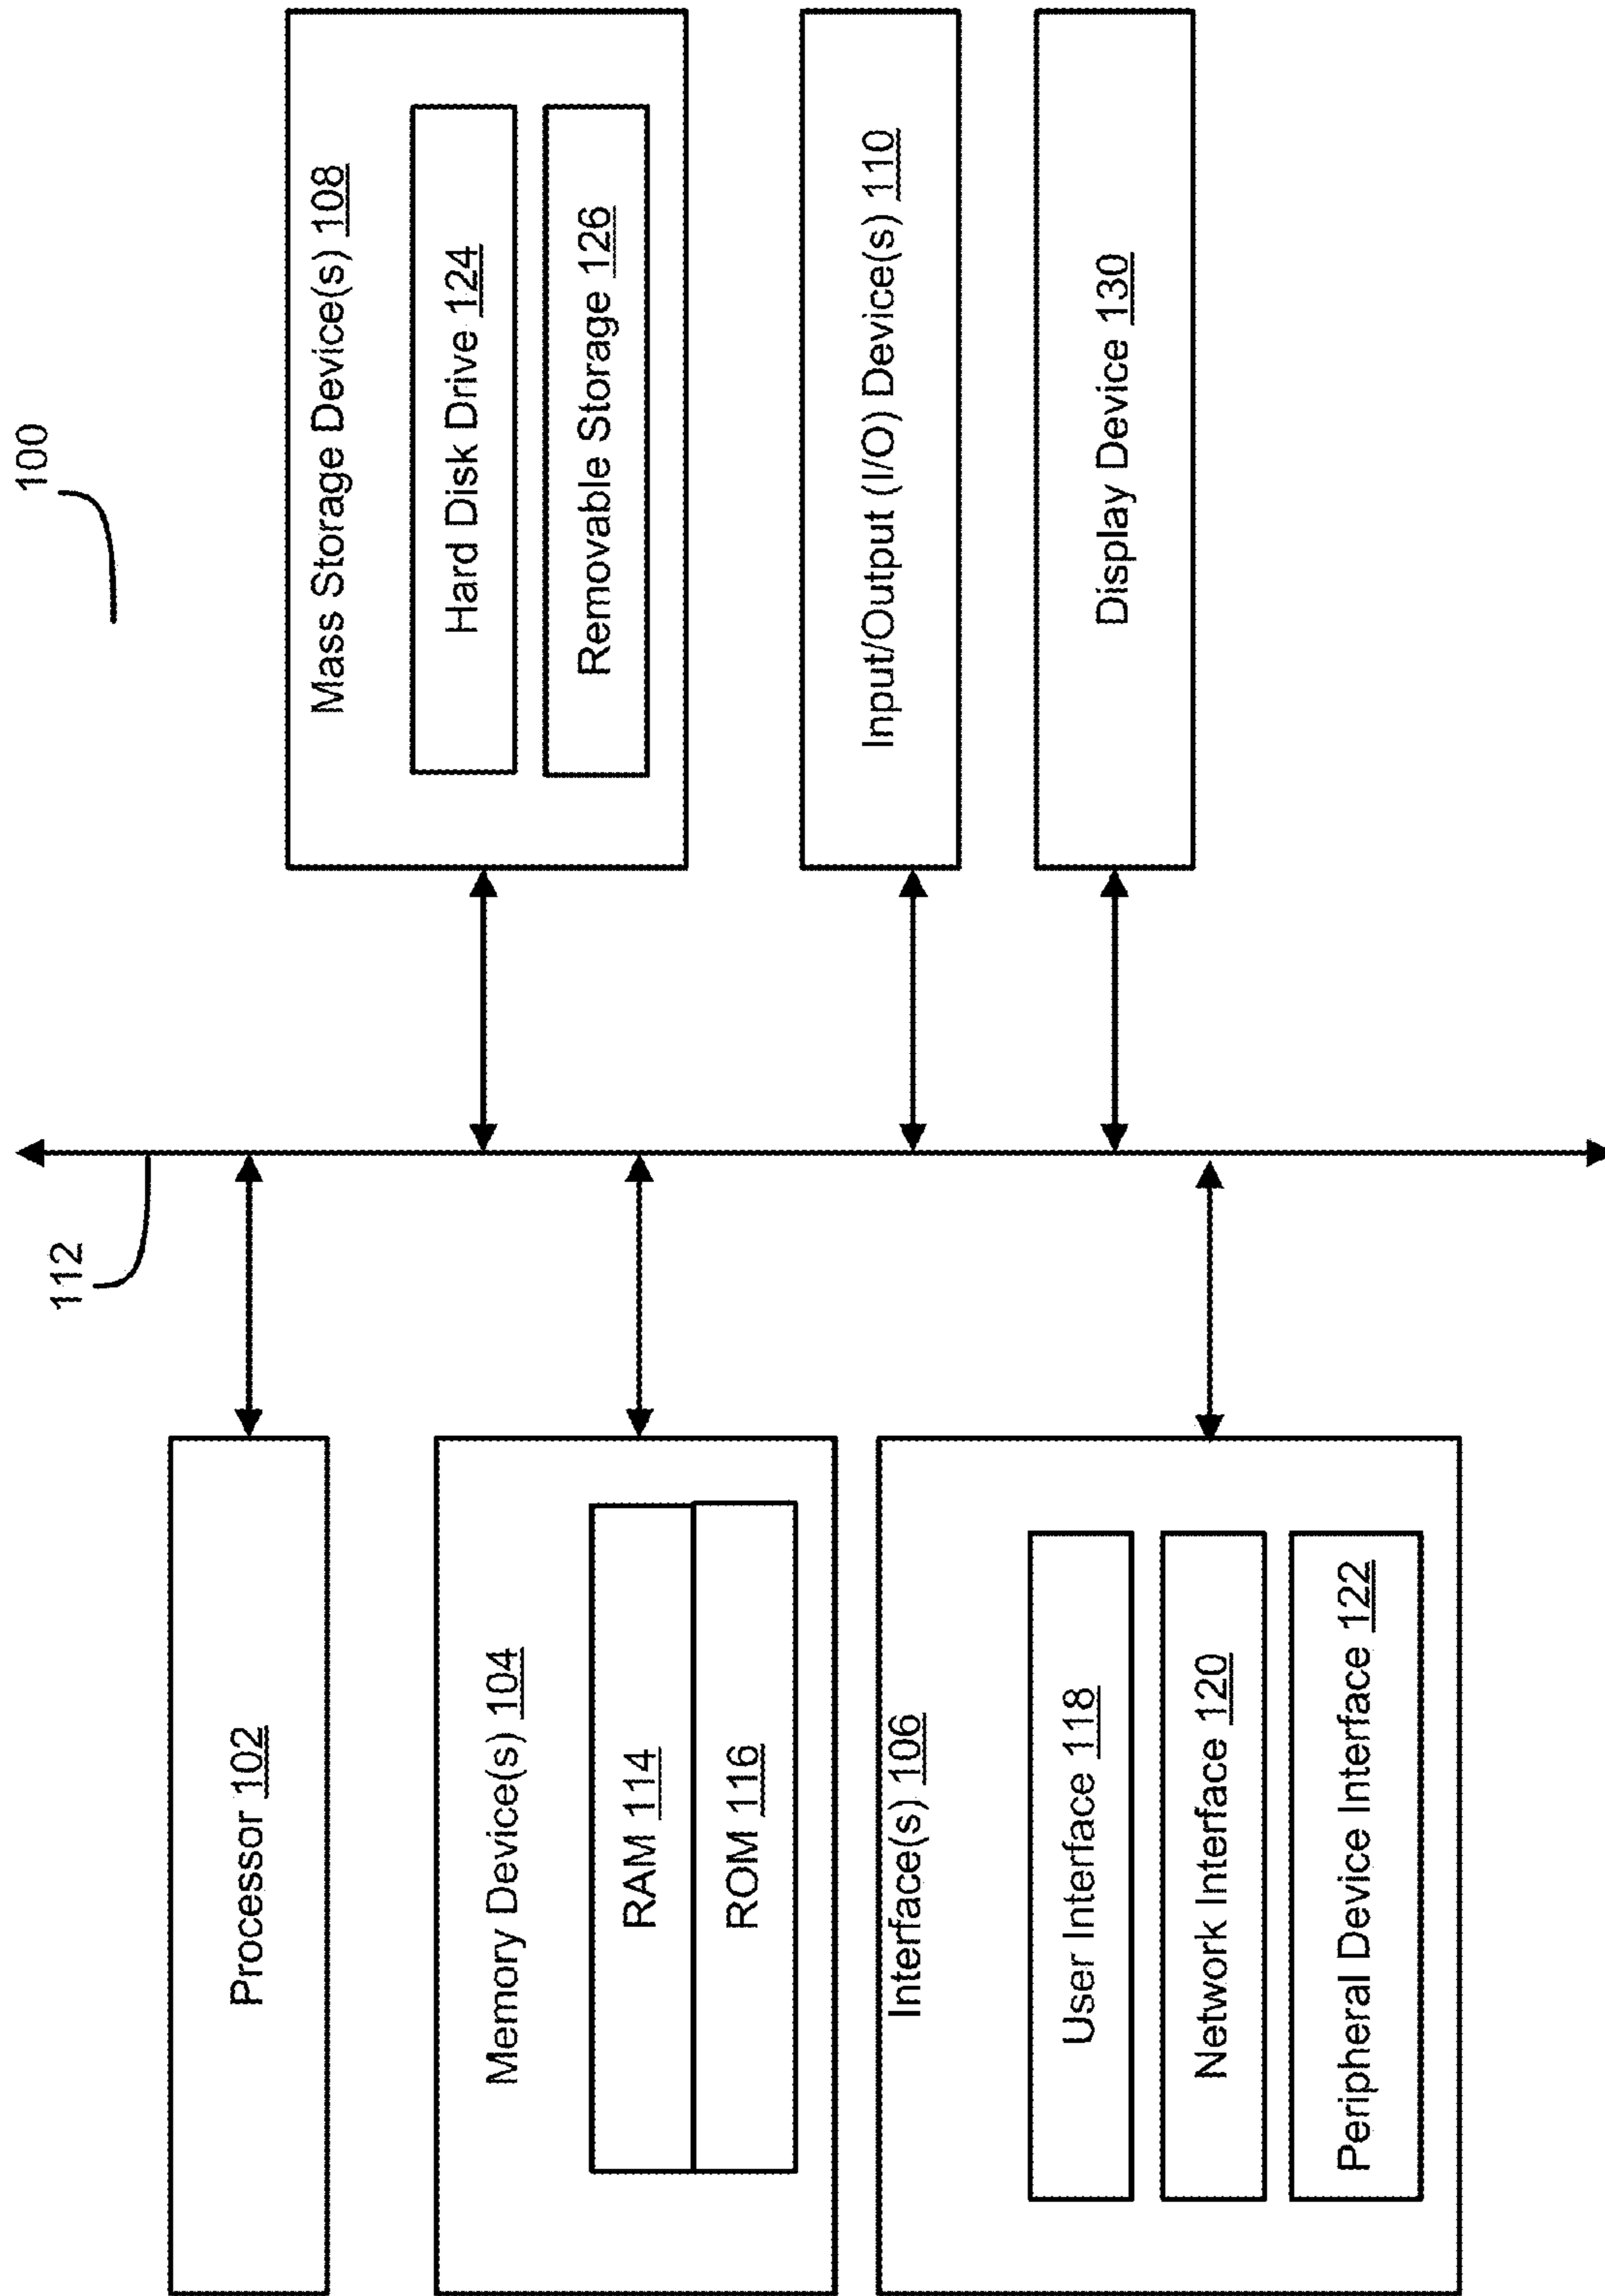 100
112
Processor 102
Memory Device(s) 104
RAM 114
ROM 116
Interface(s) 106
User Interface 118
Network Interface 120
Peripheral Device Interface 122
Mass Storage Device(s) 108
Hard Disk Drive 124
Removable Storage 126
Input/Output (I/O) Device(s) 110
Display Device 130